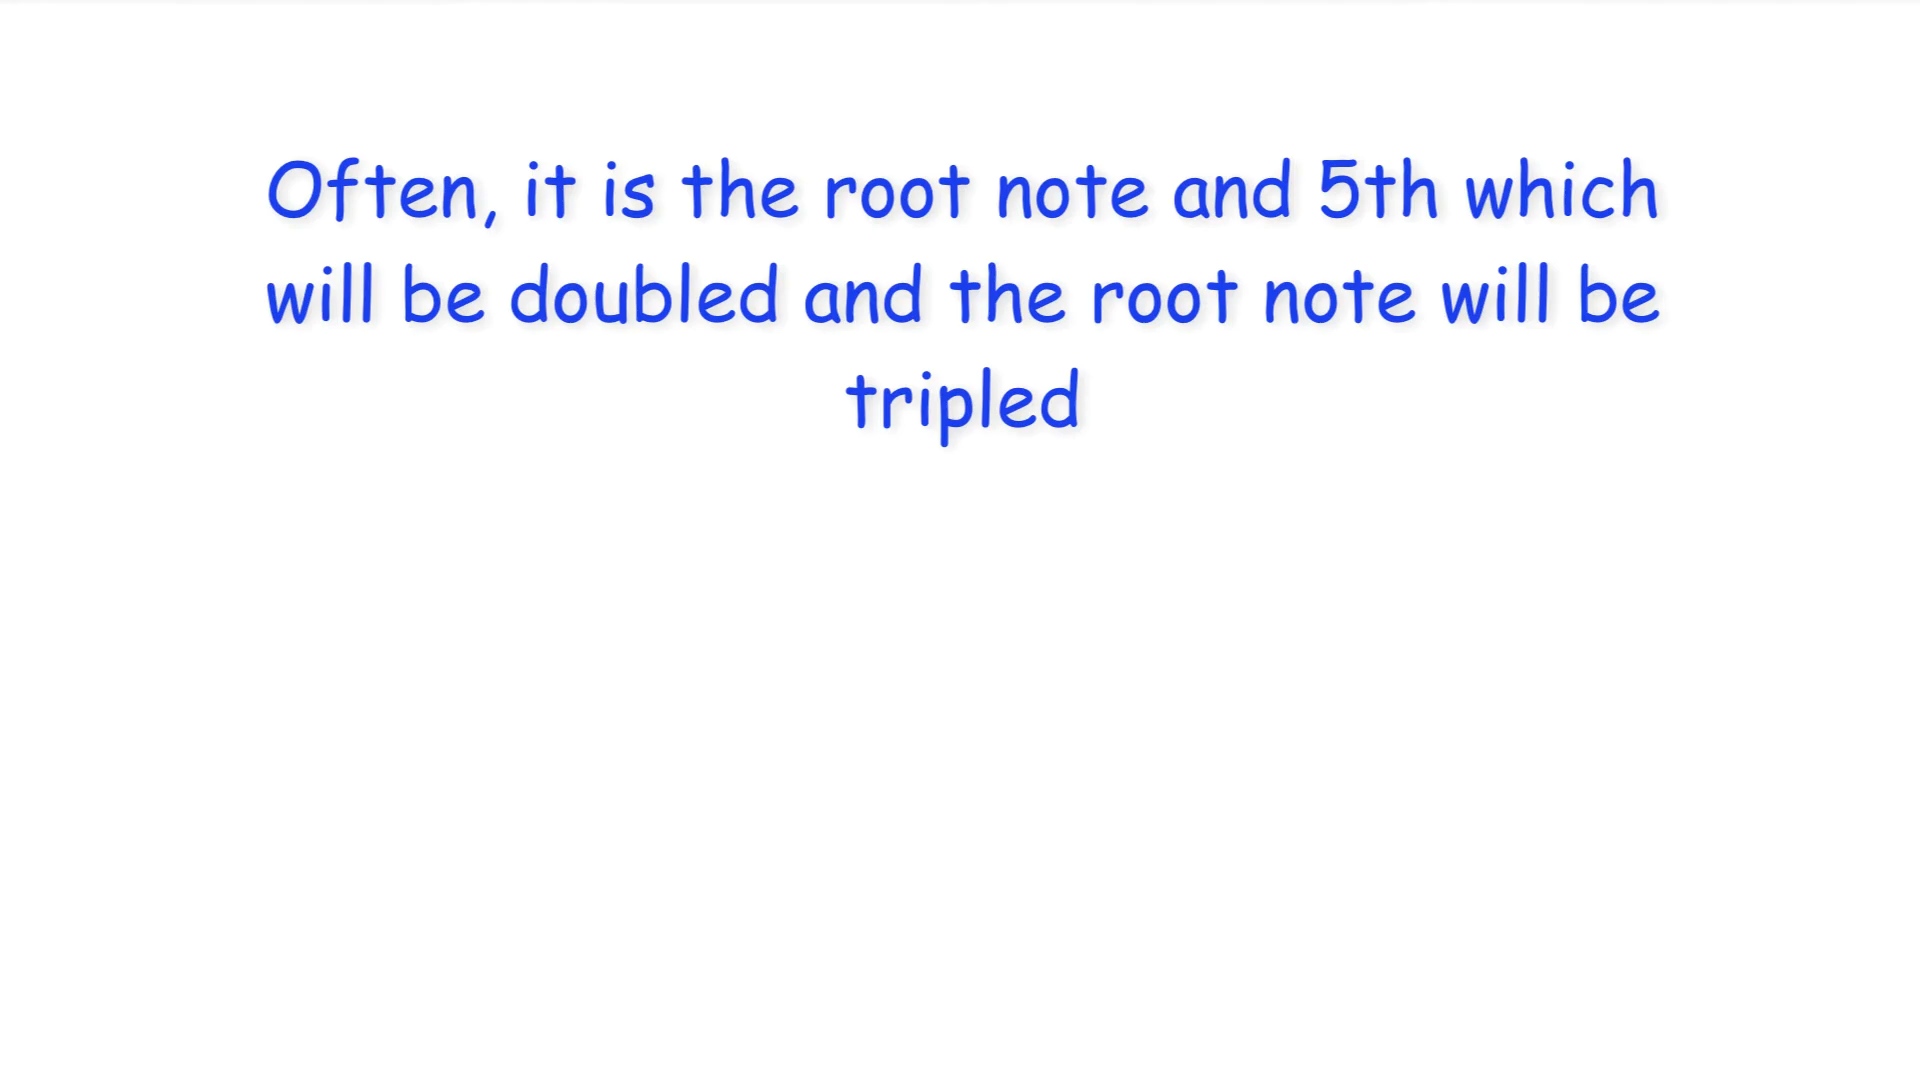 Often, it is the root note and 5th which
will be doubled and the root note will be
tripled